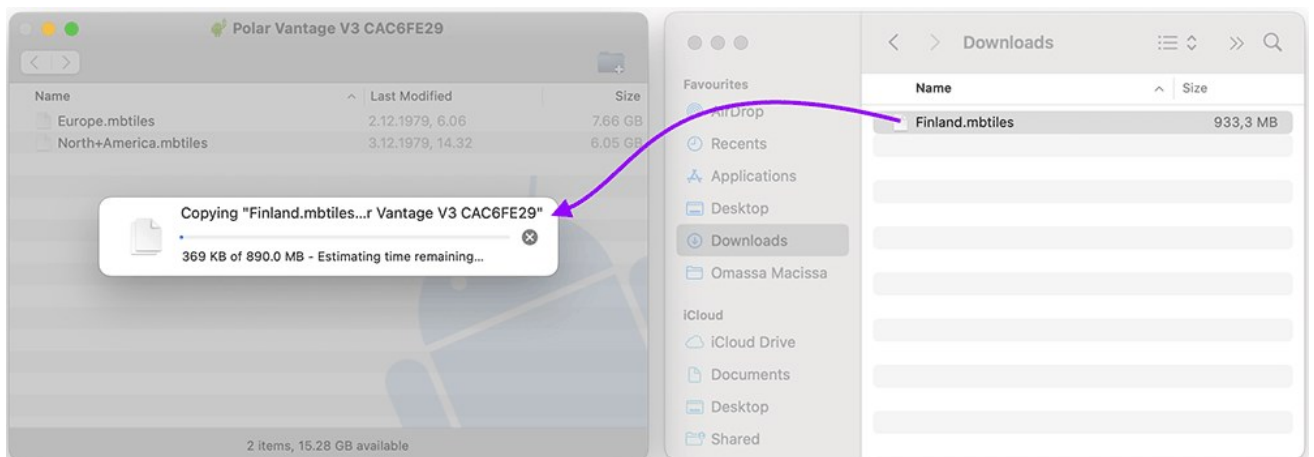 Polar Vantage V3 CAC6FE29
Name Last Modified Size
Europe.mbtiles 2.12.1979, 6.06 7.66 GB
North+America.mbtiles 3.12.1979, 14.32 6.05 GB
Copying "Finland.mbtiles...r Vantage V3 CAC6FE29"
369 KB of 890.0 MB - Estimating time remaining...
2 items, 15.28 GB available
Downloads
Favourites
AirDrop
Recents
Applications
Desktop
Downloads
Omassa Macissa
iCloud
iCloud Drive
Documents
Desktop
Shared
Name Size
Finland.mbtiles 933,3 MB